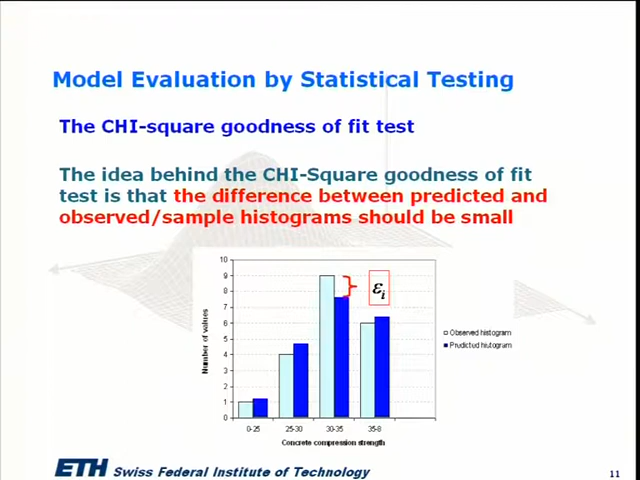 Model Evaluation by Statistical Testing
The CHI-square goodness of fit test
The idea behind the CHI-Square goodness of fit
test is that the difference between predicted and
observed/sample histograms should be small
10
9
8
7
6
5
4
3
2
1
0
Number of values
εi
0-25
25-30
30-35
35-8
Concrete compression strength
Observed histogram
Predicted histogram
ETH Swiss Federal Institute of Technology
11